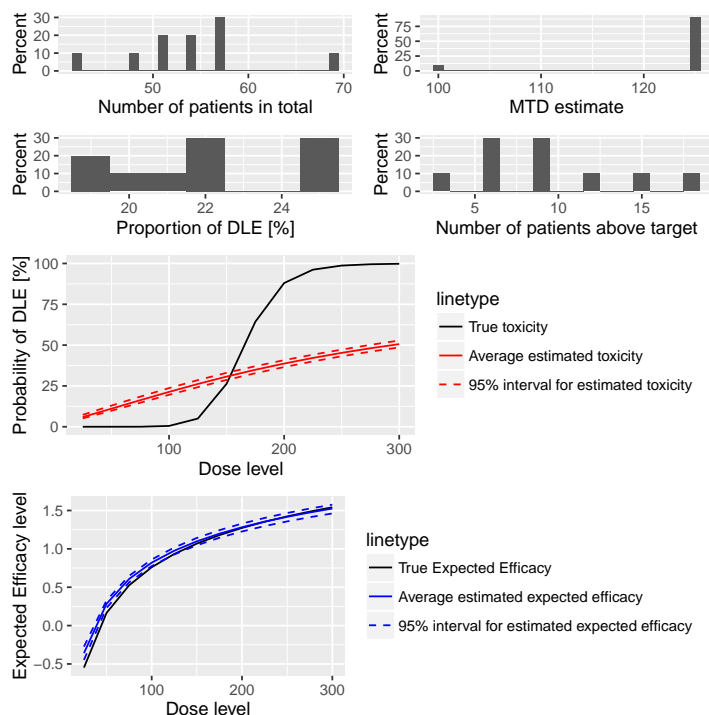 Percent
30
20
10
0
50
60
70
Number of patients in total
Percent
75
50
25
0
100
110
120
MTD estimate
Percent
30
20
10
0
20
22
24
Proportion of DLE [%]
Percent
30
20
10
0
5
10
15
Number of patients above target
Probability of DLE [%]
100
75
50
25
0
100
200
300
Dose level
linetype
True toxicity
Average estimated toxicity
95% interval for estimated toxicity
Expected Efficacy level
1.5
1.0
0.5
0.0
−0.5
100
200
300
Dose level
linetype
True Expected Efficacy
Average estimated expected efficacy
95% interval for estimated expected efficacy